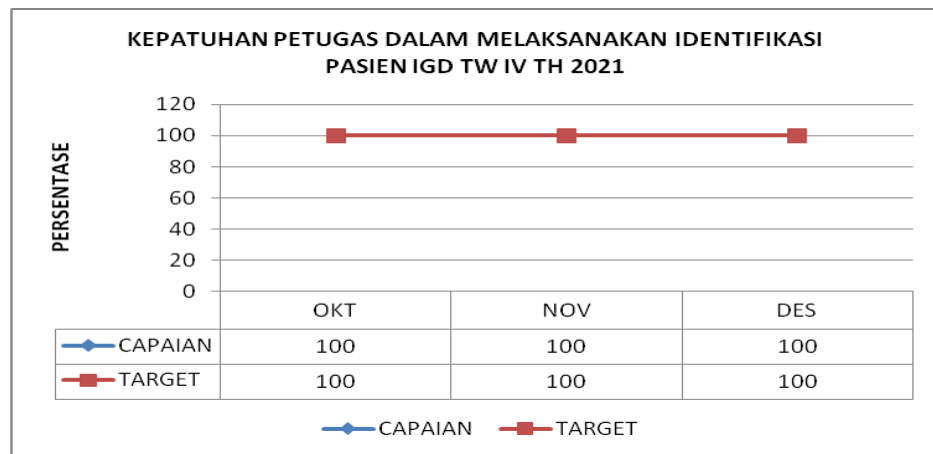 KEPATUHAN PETUGAS DALAM MELAKSANAKAN IDENTIFIKASI
PASIEN IGD TW IV TH 2021
PERSENTASE
120
100
80
60
40
20
0
OKT NOV DES
CAPAIAN 100 100 100
TARGET 100 100 100
CAPAIAN TARGET